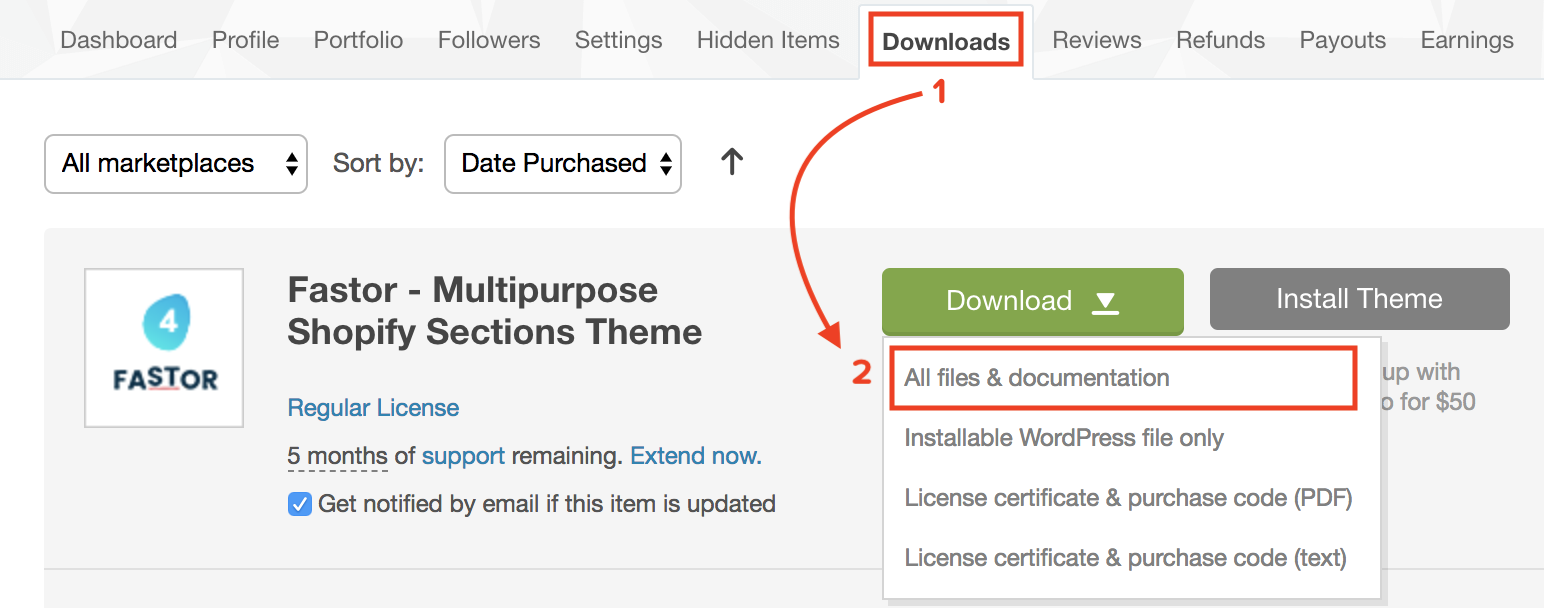 Dashboard Profile Portfolio Followers Settings Hidden Items Downloads Reviews Refunds Payouts Earnings
1
All marketplaces Sort by: Date Purchased
4
FASTOR
Fastor - Multipurpose
Shopify Sections Theme
Regular License
5 months of support remaining. Extend now.
Get notified by email if this item is updated
Download Install Theme
2
All files & documentation
up with
o for $50
Installable WordPress file only
License certificate & purchase code (PDF)
License certificate & purchase code (text)